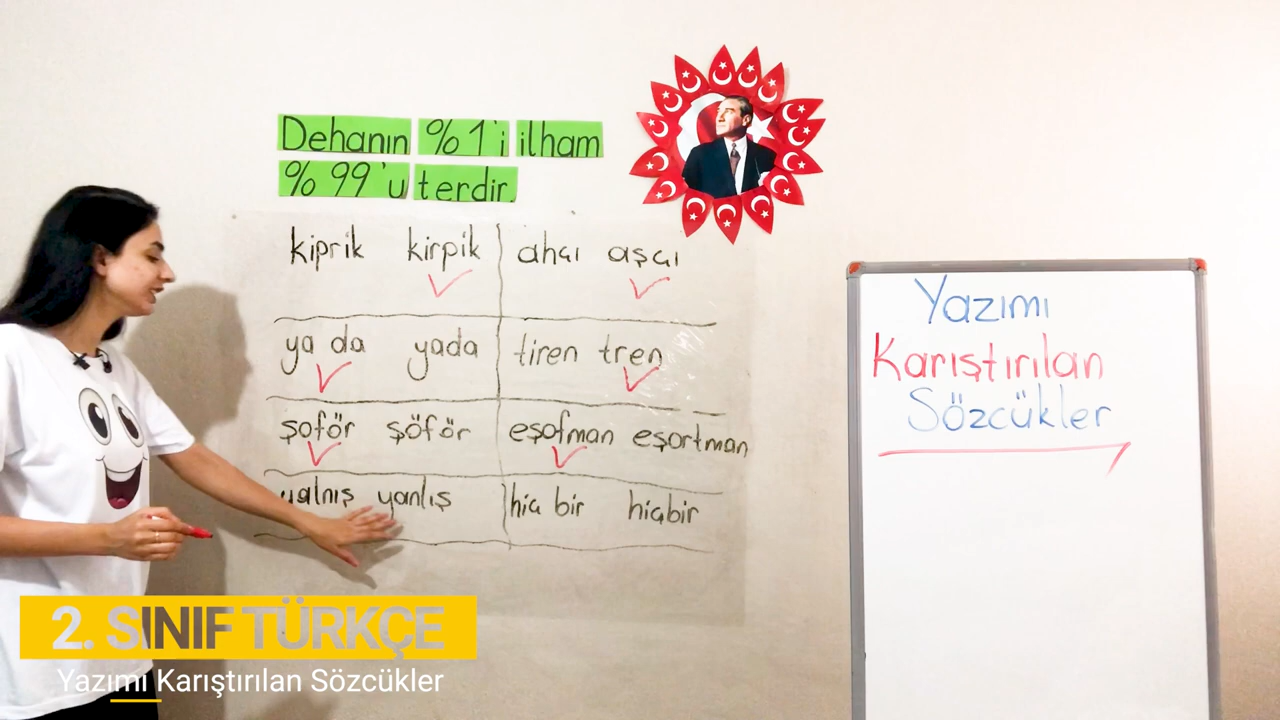 Dehanın %1'i ilham
%99'u terdir.
kiprik kirpik ahçı aşçı
ya da yada tiren tren
şoför şöför eşofman eşortman
yalnış yanlış hiç bir hiçbir
Yazımı
Karıştırılan
Sözcükler
2. SINIF TÜRKÇE
Yazımı Karıştırılan Sözcükler